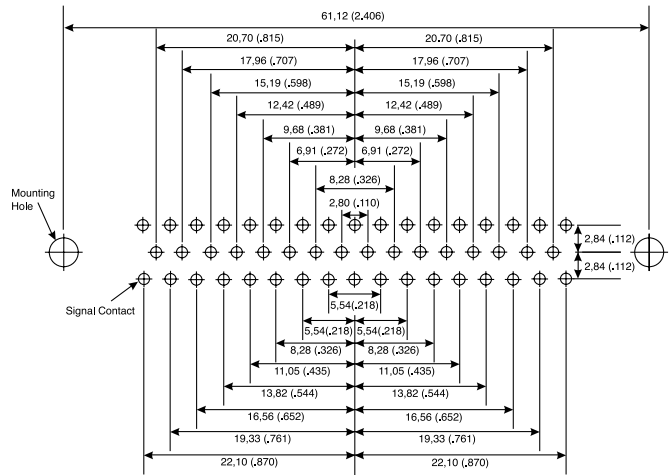 61,12 (2.406)
20,70 (.815) 20.70 (.815)
17,96 (.707) 17,96 (.707)
15,19 (.598) 15,19 (.598)
12,42 (.489) 12,42 (.489)
9,68 (.381) 9,68 (.381)
6,91 (.272) 6,91 (.272)
8,28 (.326)
2,80 (.110)
Mounting
Hole
2,84 (.112)
2,84 (.112)
Signal Contact
5,54(.218)
5,54(.218) 5,54(.218)
8,28 (.326) 8,28 (.326)
11,05 (.435) 11,05 (.435)
13,82 (.544) 13,82 (.544)
16,56 (.652) 16,56 (.652)
19,33 (.761) 19,33 (.761)
22,10 (.870) 22,10 (.870)